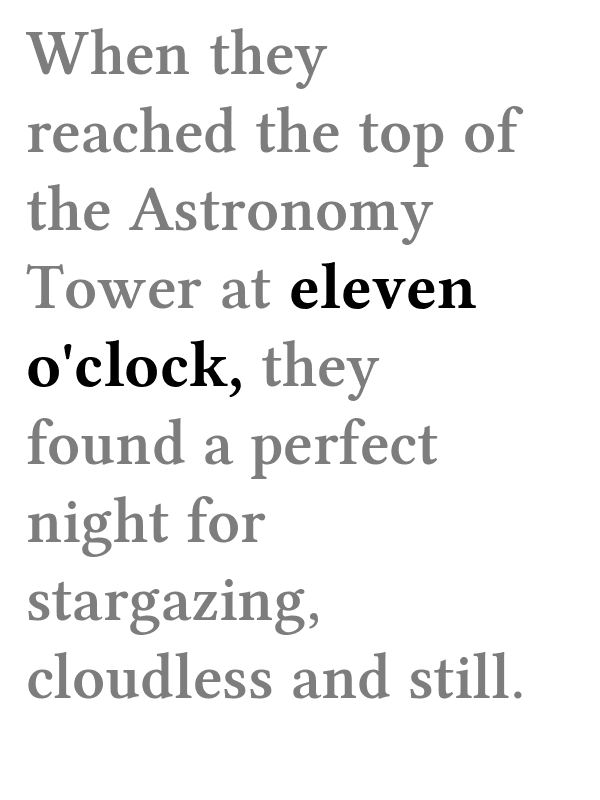 When they
reached the top of
the Astronomy
Tower at eleven
o'clock, they
found a perfect
night for
stargazing,
cloudless and still.